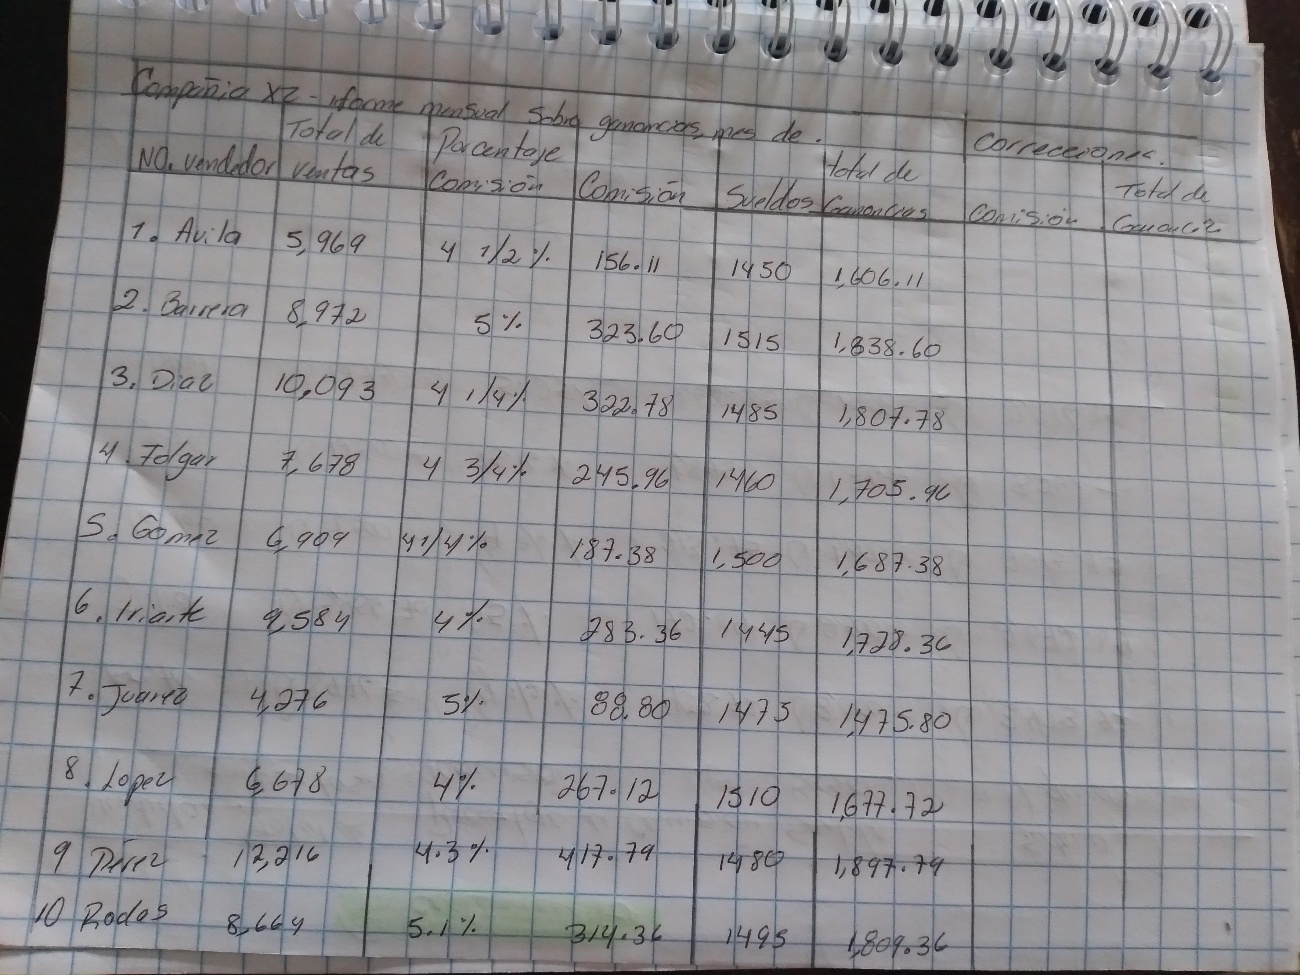 Compañia XZ - nforme mensual Sobre ganancias, mes de.
Correcciones.
NO. vendedor Total de ventas Porcentaje Comisión Comisión Sueldos total de Ganancias Comisión Total de
1. Avila 5,969 4 1/2 % 156.11 1450 1,606.11
2. Barrera 8,972 5 % 323.60 1515 1,838.60
3. Diaz 10,093 4 1/4% 322.78 1485 1,807.78
4. Folgar 7,678 4 3/4% 245.96 1460 1,705.96
5. Gomez 6,909 4 1/4% 187.38 1,500 1,687.38
6. Iriarte 9,584 4% 283.36 1445 1,728.36
7. Juarez 4,276 5% 88.80 1475 1,475.80
8. Lopez 6,678 4% 267.12 1510 1,677.72
9 Pérez 12,216 4.3% 417.79 1480 1,897.79
10 Rodas 8,664 5.1% 314.36 1495 1,809.36